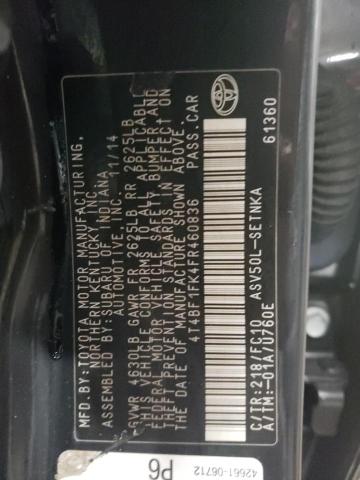 MFD.BY:TOYOTA MOTOR MANUFACTURING,
NORTHERN KENTUCKY, INC.
BY: SUBARU OF INDIANA
AUTOMOTIVE, INC. 11/14
GVWR 4630LB GAWR FR 2625LB RR 2625LB
THIS VEHICLE CONFORMS TO ALL APPLICABLE
FEDERAL MOTOR VEHICLE SAFETY, BUMPER, AND
THEFT PREVENTION STANDARDS IN EFFECT ON
THE DATE OF MANUFACTURE SHOWN ABOVE.
4T4BF1FK4FR460836 PASS.CAR
C/TR:218/FC10 ASV50L-SETNKA
A/TM:-01A/U760E 61360
42661-06712
P6